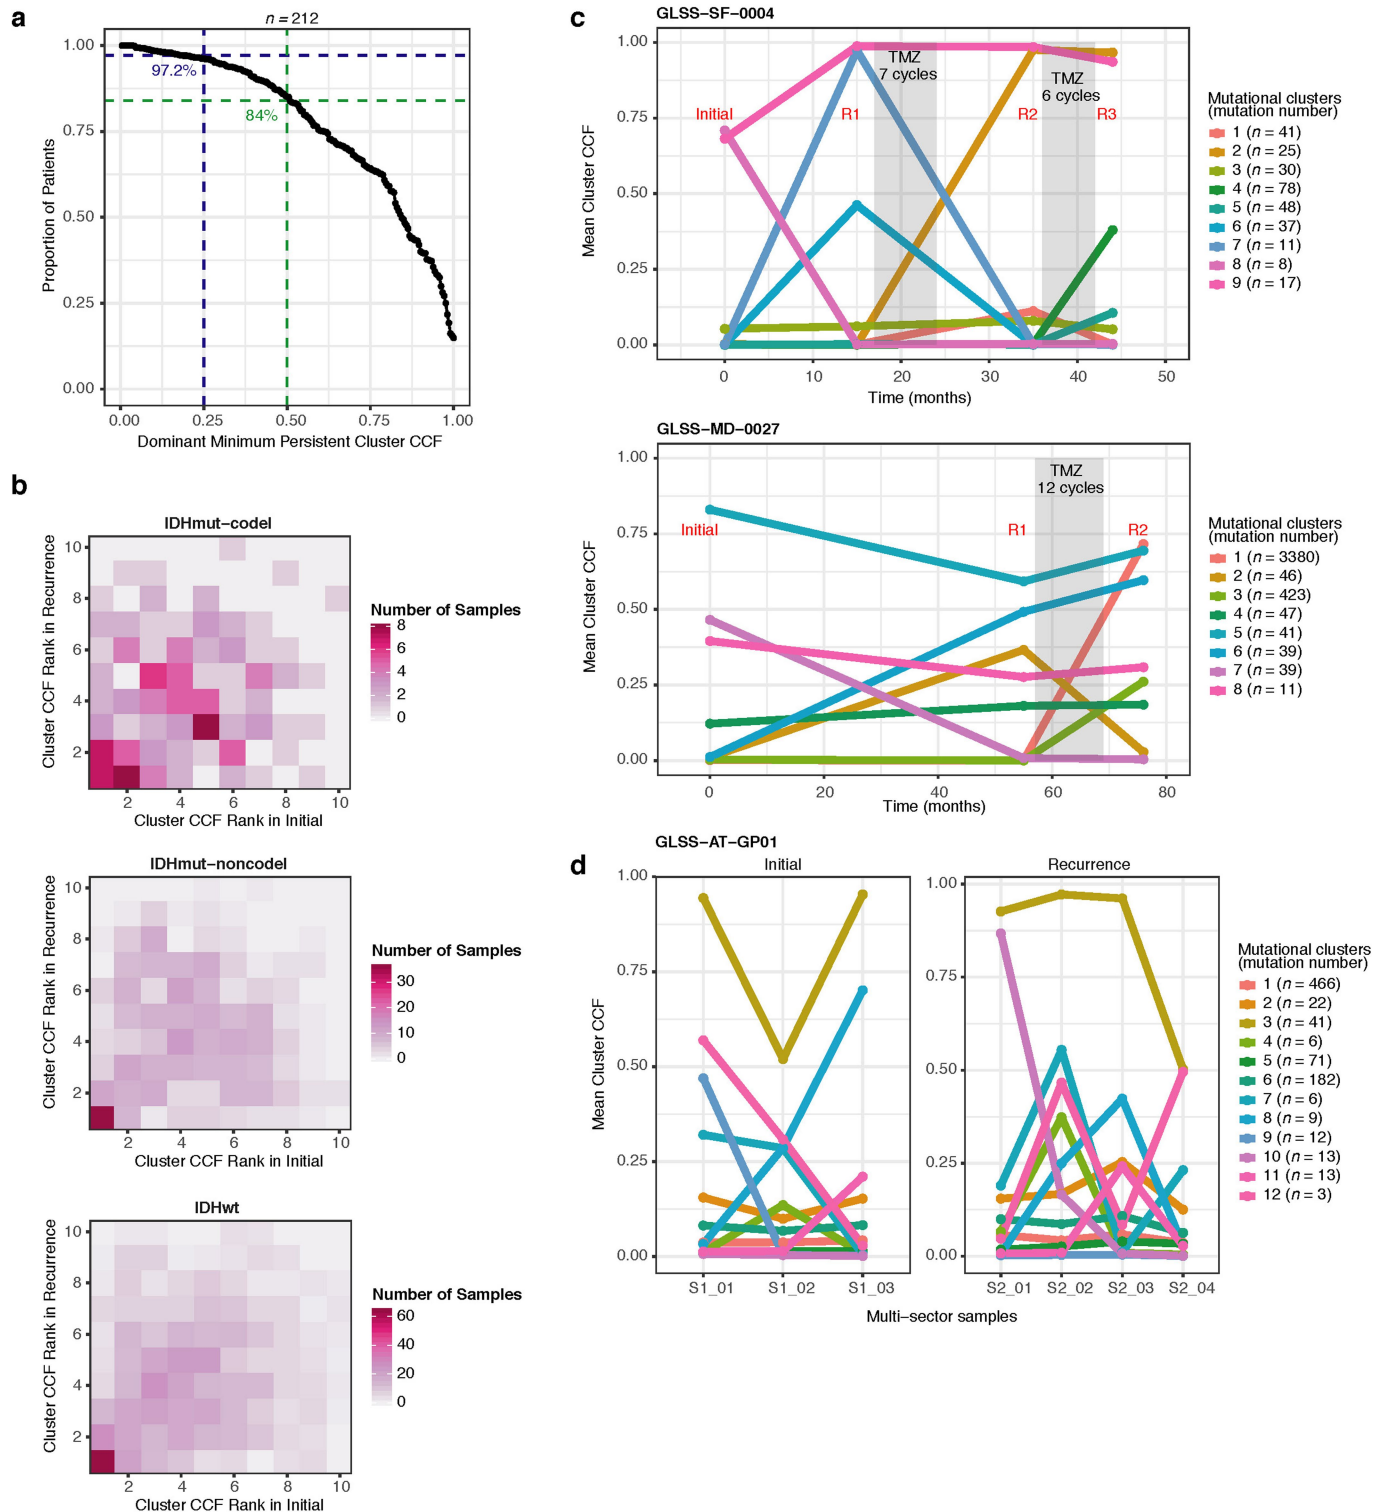 a
n = 212
1.00
0.75
0.50
0.25
0.00
97.2%
84%
Proportion of Patients
0.00 0.25 0.50 0.75 1.00
Dominant Minimum Persistent Cluster CCF
b
IDHmut–codel
10
8
6
4
2
Cluster CCF Rank in Recurrence
2 4 6 8 10
Cluster CCF Rank in Initial
Number of Samples
8
6
4
2
0
IDHmut–noncodel
10
8
6
4
2
Cluster CCF Rank in Recurrence
2 4 6 8 10
Cluster CCF Rank in Initial
Number of Samples
30
20
10
0
IDHwt
10
8
6
4
2
Cluster CCF Rank in Recurrence
2 4 6 8 10
Cluster CCF Rank in Initial
Number of Samples
60
40
20
0
c
GLSS–SF–0004
1.00
0.75
0.50
0.25
0.00
Mean Cluster CCF
TMZ
7 cycles
TMZ
6 cycles
Initial R1 R2 R3
0 10 20 30 40 50
Time (months)
Mutational clusters
(mutation number)
1 (n = 41)
2 (n = 25)
3 (n = 30)
4 (n = 78)
5 (n = 48)
6 (n = 37)
7 (n = 11)
8 (n = 8)
9 (n = 17)
GLSS–MD–0027
1.00
0.75
0.50
0.25
0.00
Mean Cluster CCF
TMZ
12 cycles
Initial R1 R2
0 20 40 60 80
Time (months)
Mutational clusters
(mutation number)
1 (n = 3380)
2 (n = 46)
3 (n = 423)
4 (n = 47)
5 (n = 41)
6 (n = 39)
7 (n = 39)
8 (n = 11)
d
GLSS–AT–GP01
Initial
1.00
0.75
0.50
0.25
0.00
Mean Cluster CCF
S1_01 S1_02 S1_03
Recurrence
1.00
0.75
0.50
0.25
0.00
S2_01 S2_02 S2_03 S2_04
Multi–sector samples
Mutational clusters
(mutation number)
1 (n = 466)
2 (n = 22)
3 (n = 41)
4 (n = 6)
5 (n = 71)
6 (n = 182)
7 (n = 6)
8 (n = 9)
9 (n = 12)
10 (n = 13)
11 (n = 13)
12 (n = 3)